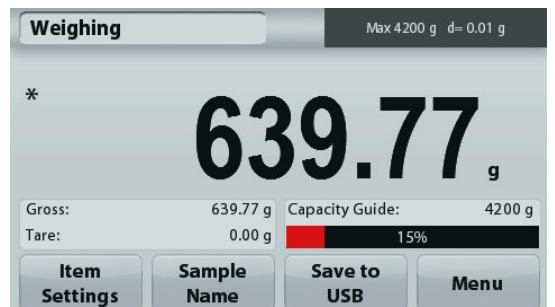 Weighing
Max 4200 g d= 0.01 g
*
639.77 g
Gross: 639.77 g
Tare: 0.00 g
Capacity Guide: 4200 g
15%
Item Settings
Sample Name
Save to USB
Menu